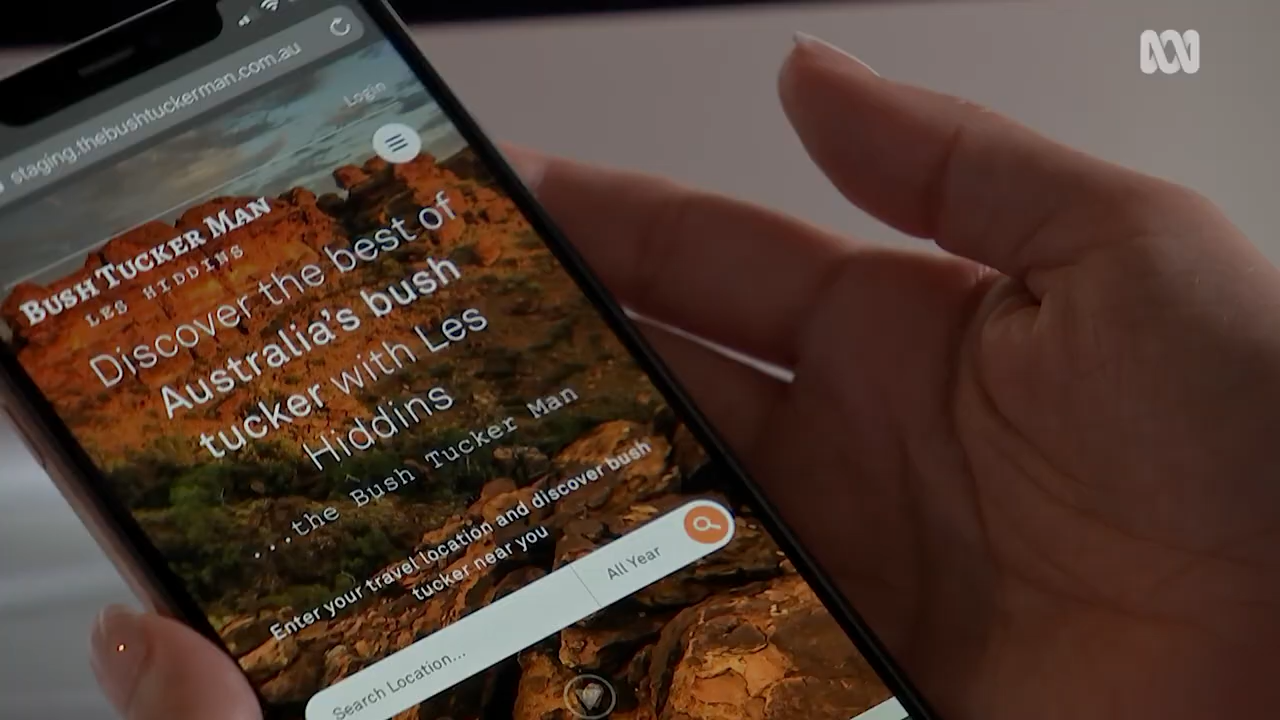 staging.thebushtuckerman.com.au
Login
BUSH TUCKER MAN
LES HIDDINS
Discover the best of
Australia's bush
tucker with Les
Hiddins
...the Bush Tucker Man
Enter your travel location and discover bush
tucker near you
Search Location...
All Year